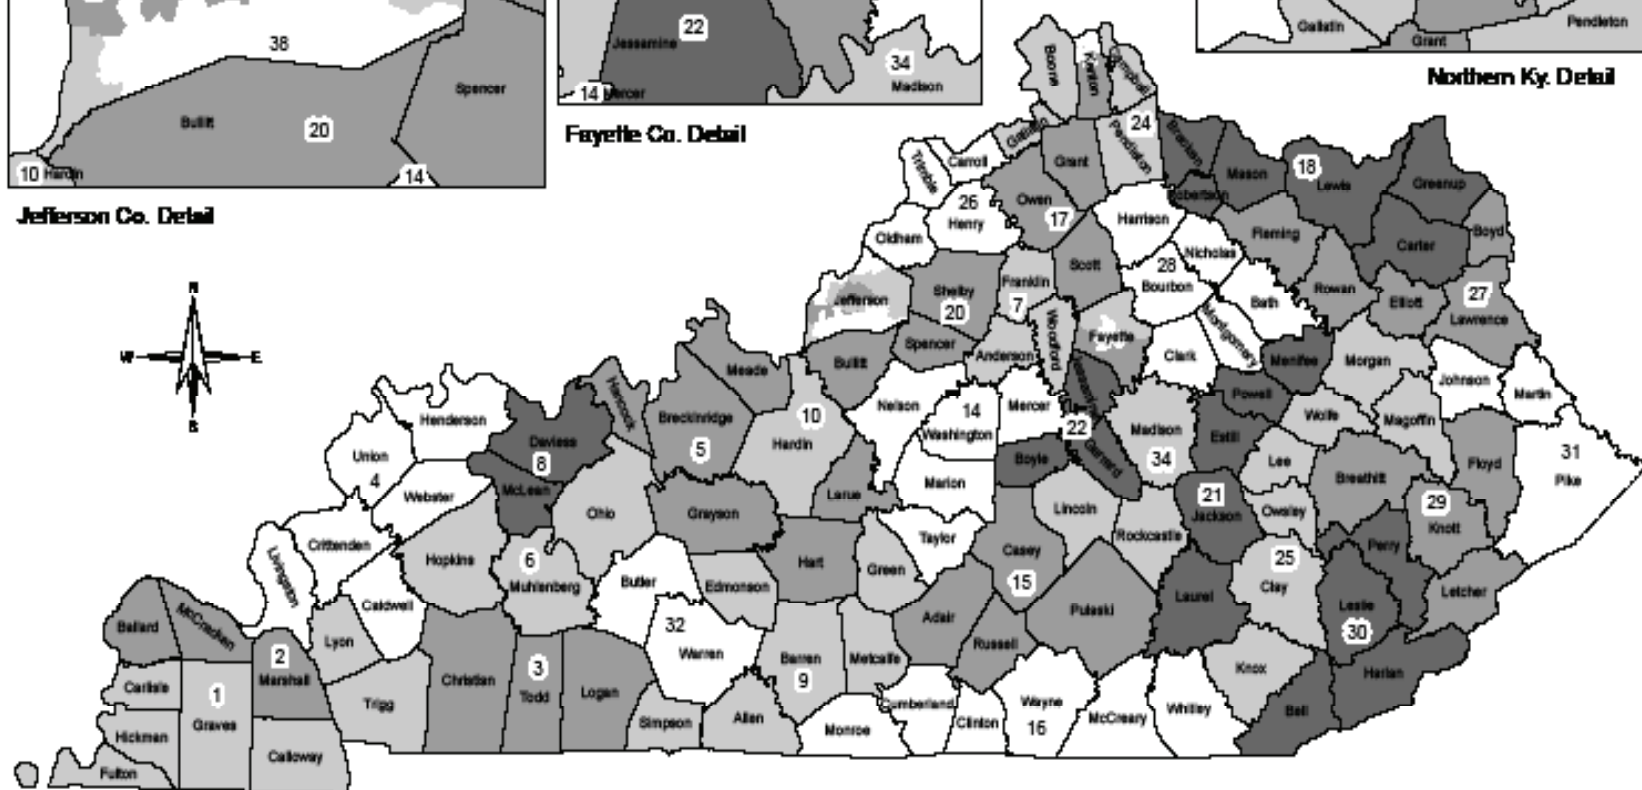 38
Bullitt
20
Spencer
10 Hardin
14
Jefferson Co. Detail
Jessamine
22
14 Mercer
34
Madison
Fayette Co. Detail
Gallatin
Grant
Pendleton
Northern Ky. Detail
N
W
E
S
Boone
Kenton
Campbell
Gallatin
Grant
Pendleton
24
Bracken
Mason
18
Lewis
Greenup
Robertson
Trimble
Carroll
Owen
17
26
Henry
Oldham
Harrison
Nicholas
Fleming
Carter
Boyd
Jefferson
Shelby
20
Franklin
7
Scott
28
Bourbon
Bath
Rowan
Elliott
27
Lawrence
Bullitt
Spencer
Anderson
Woodford
Fayette
Clark
Montgomery
Menifee
Morgan
Johnson
Martin
Meade
Hancock
Breckinridge
5
10
Hardin
Nelson
14
Washington
Mercer
Jessamine
22
Garrard
Madison
34
Powell
Estill
Wolfe
Magoffin
Floyd
31
Pike
Henderson
Union
4
Webster
Daviess
8
McLean
Ohio
Grayson
Larue
Marion
Boyle
Lincoln
Rockcastle
21
Jackson
Lee
Owsley
Breathitt
29
Knott
Livingston
Crittenden
Hopkins
6
Muhlenberg
Butler
Edmonson
Hart
Green
Taylor
Casey
15
Pulaski
Laurel
25
Clay
Perry
Leslie
30
Letcher
Ballard
McCracken
Caldwell
Lyon
Christian
3
Todd
Logan
32
Warren
Barren
9
Metcalfe
Adair
Russell
Knox
Harlan
Bell
Carlisle
1
Graves
2
Marshall
Trigg
Simpson
Allen
Monroe
Cumberland
Clinton
Wayne
16
McCreary
Whitley
Hickman
Fulton
Calloway